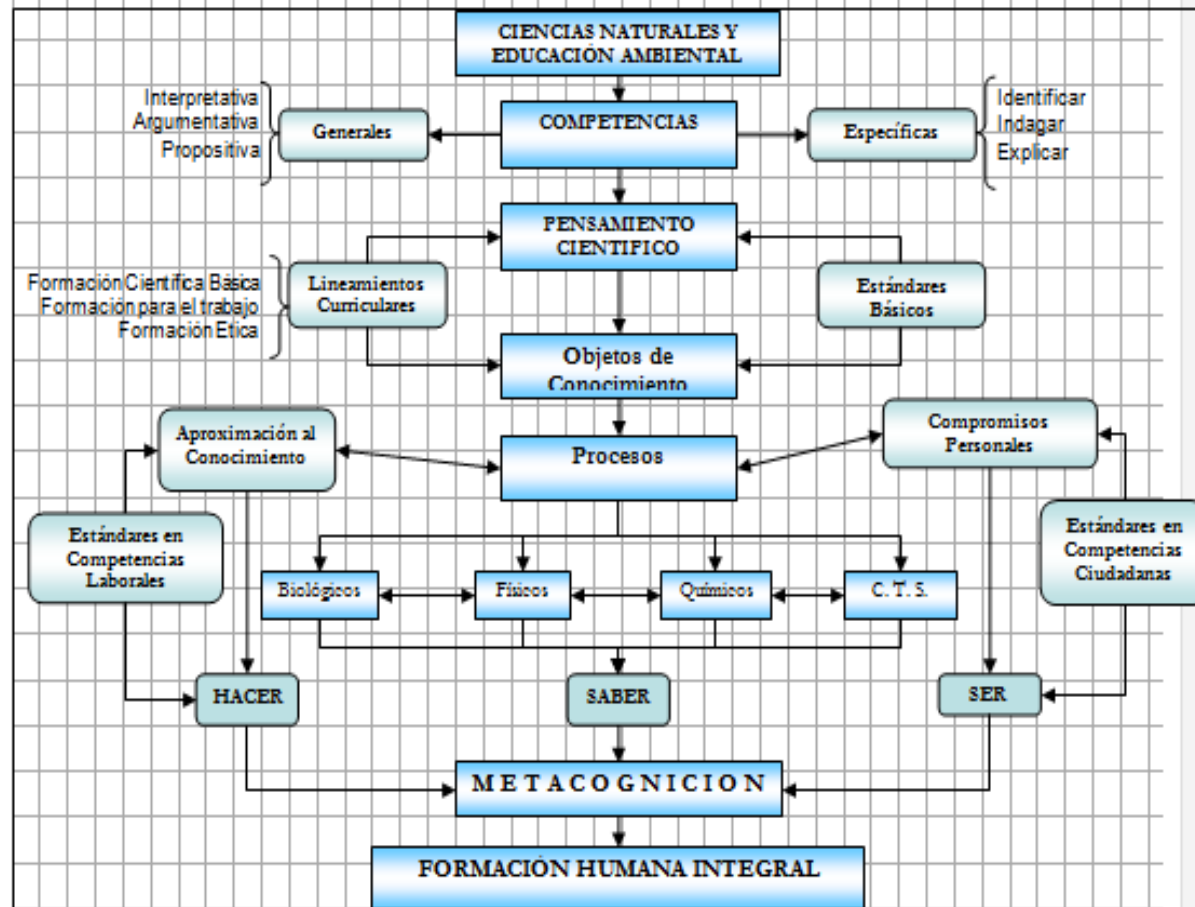 CIENCIAS NATURALES Y
EDUCACIÓN AMBIENTAL
Interpretativa
Argumentativa
Propositiva
Generales
COMPETENCIAS
Específicas
Identificar
Indagar
Explicar
PENSAMIENTO
CIENTIFICO
Formación Científica Básica
Formación para el trabajo
Formación Etica
Lineamientos
Curriculares
Estándares
Básicos
Objetos de
Conocimiento
Aproximación al
Conocimiento
Procesos
Compromisos
Personales
Estándares en
Competencias
Laborales
Estándares en
Competencias
Ciudadanas
Biológicos
Físicos
Químicos
C. T. S.
HACER
SABER
SER
METACOGNICION
FORMACIÓN HUMANA INTEGRAL